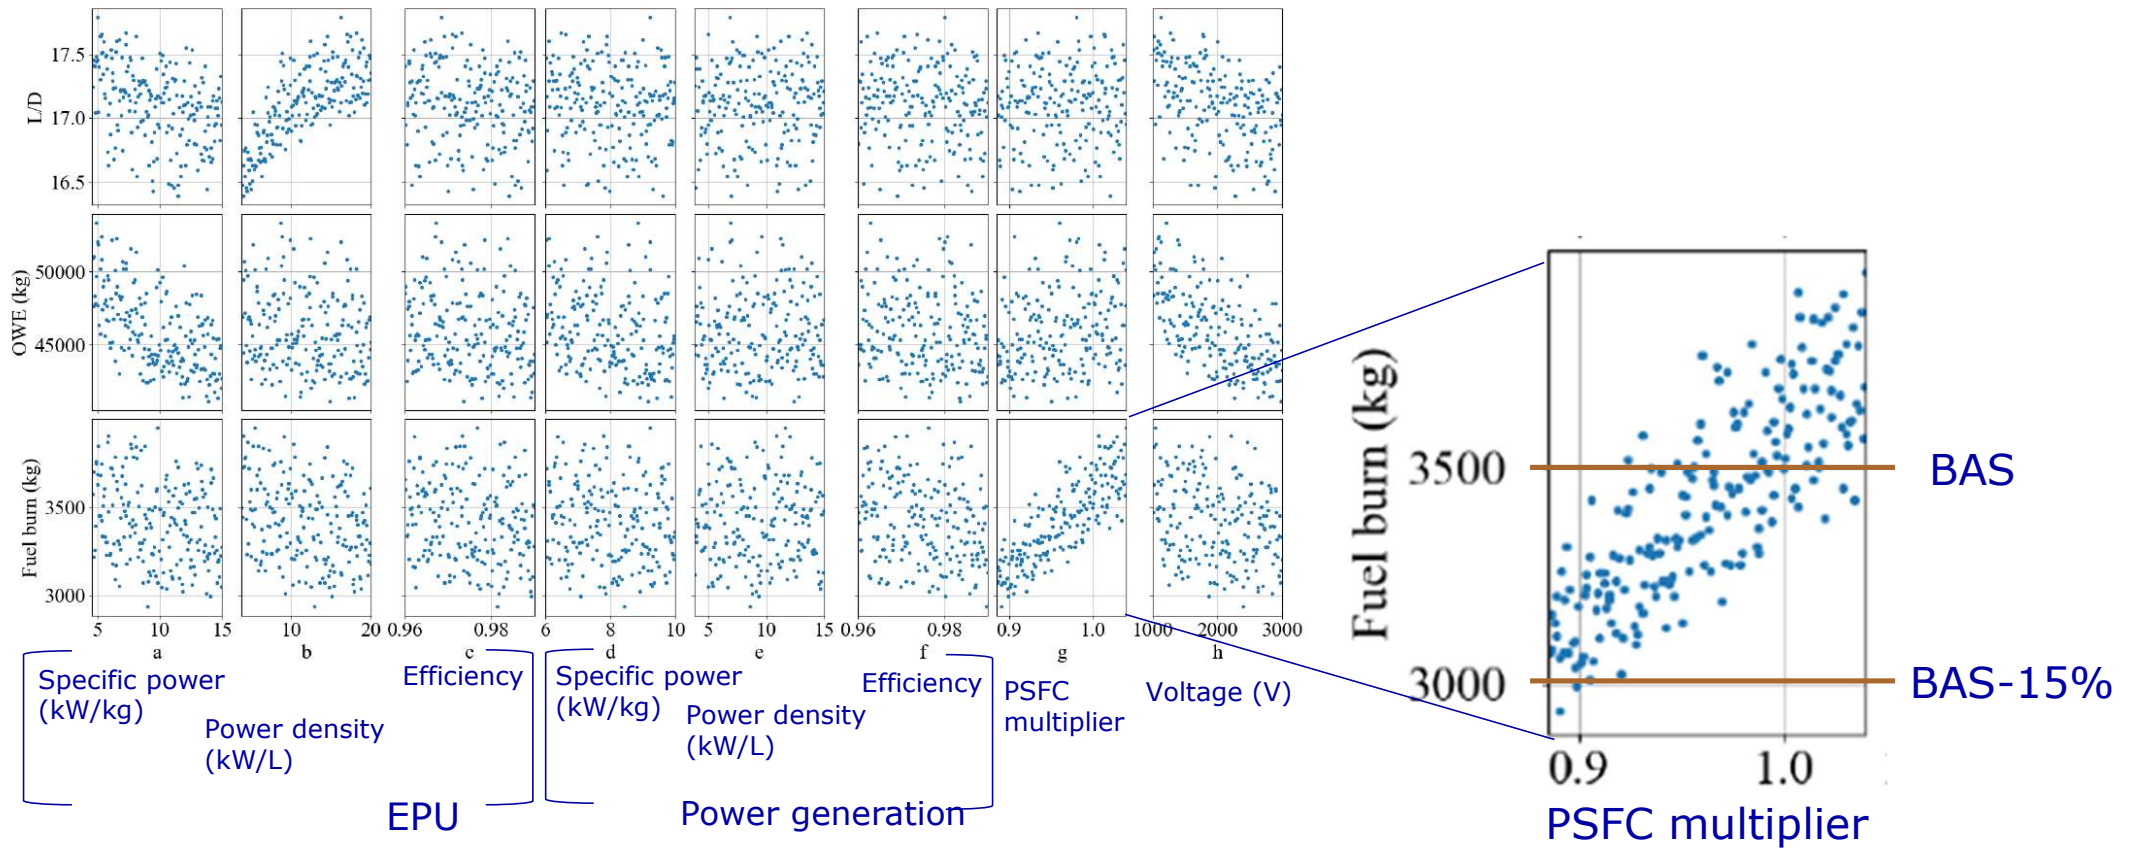 L/D
17.5
17.0
16.5
OWE (kg)
50000
45000
Fuel burn (kg)
3500
3000
5 10 15
10 20
0.96 0.98
6 8 10
5 10 15
0.96 0.98
0.9 1.0
1000 2000 3000
a b c d e f g h
Specific power
(kW/kg)
Power density
(kW/L)
Efficiency
EPU
Specific power
(kW/kg)
Power density
(kW/L)
Efficiency
Power generation
PSFC
multiplier
Voltage (V)
Fuel burn (kg)
3500
3000
BAS
BAS-15%
0.9 1.0
PSFC multiplier